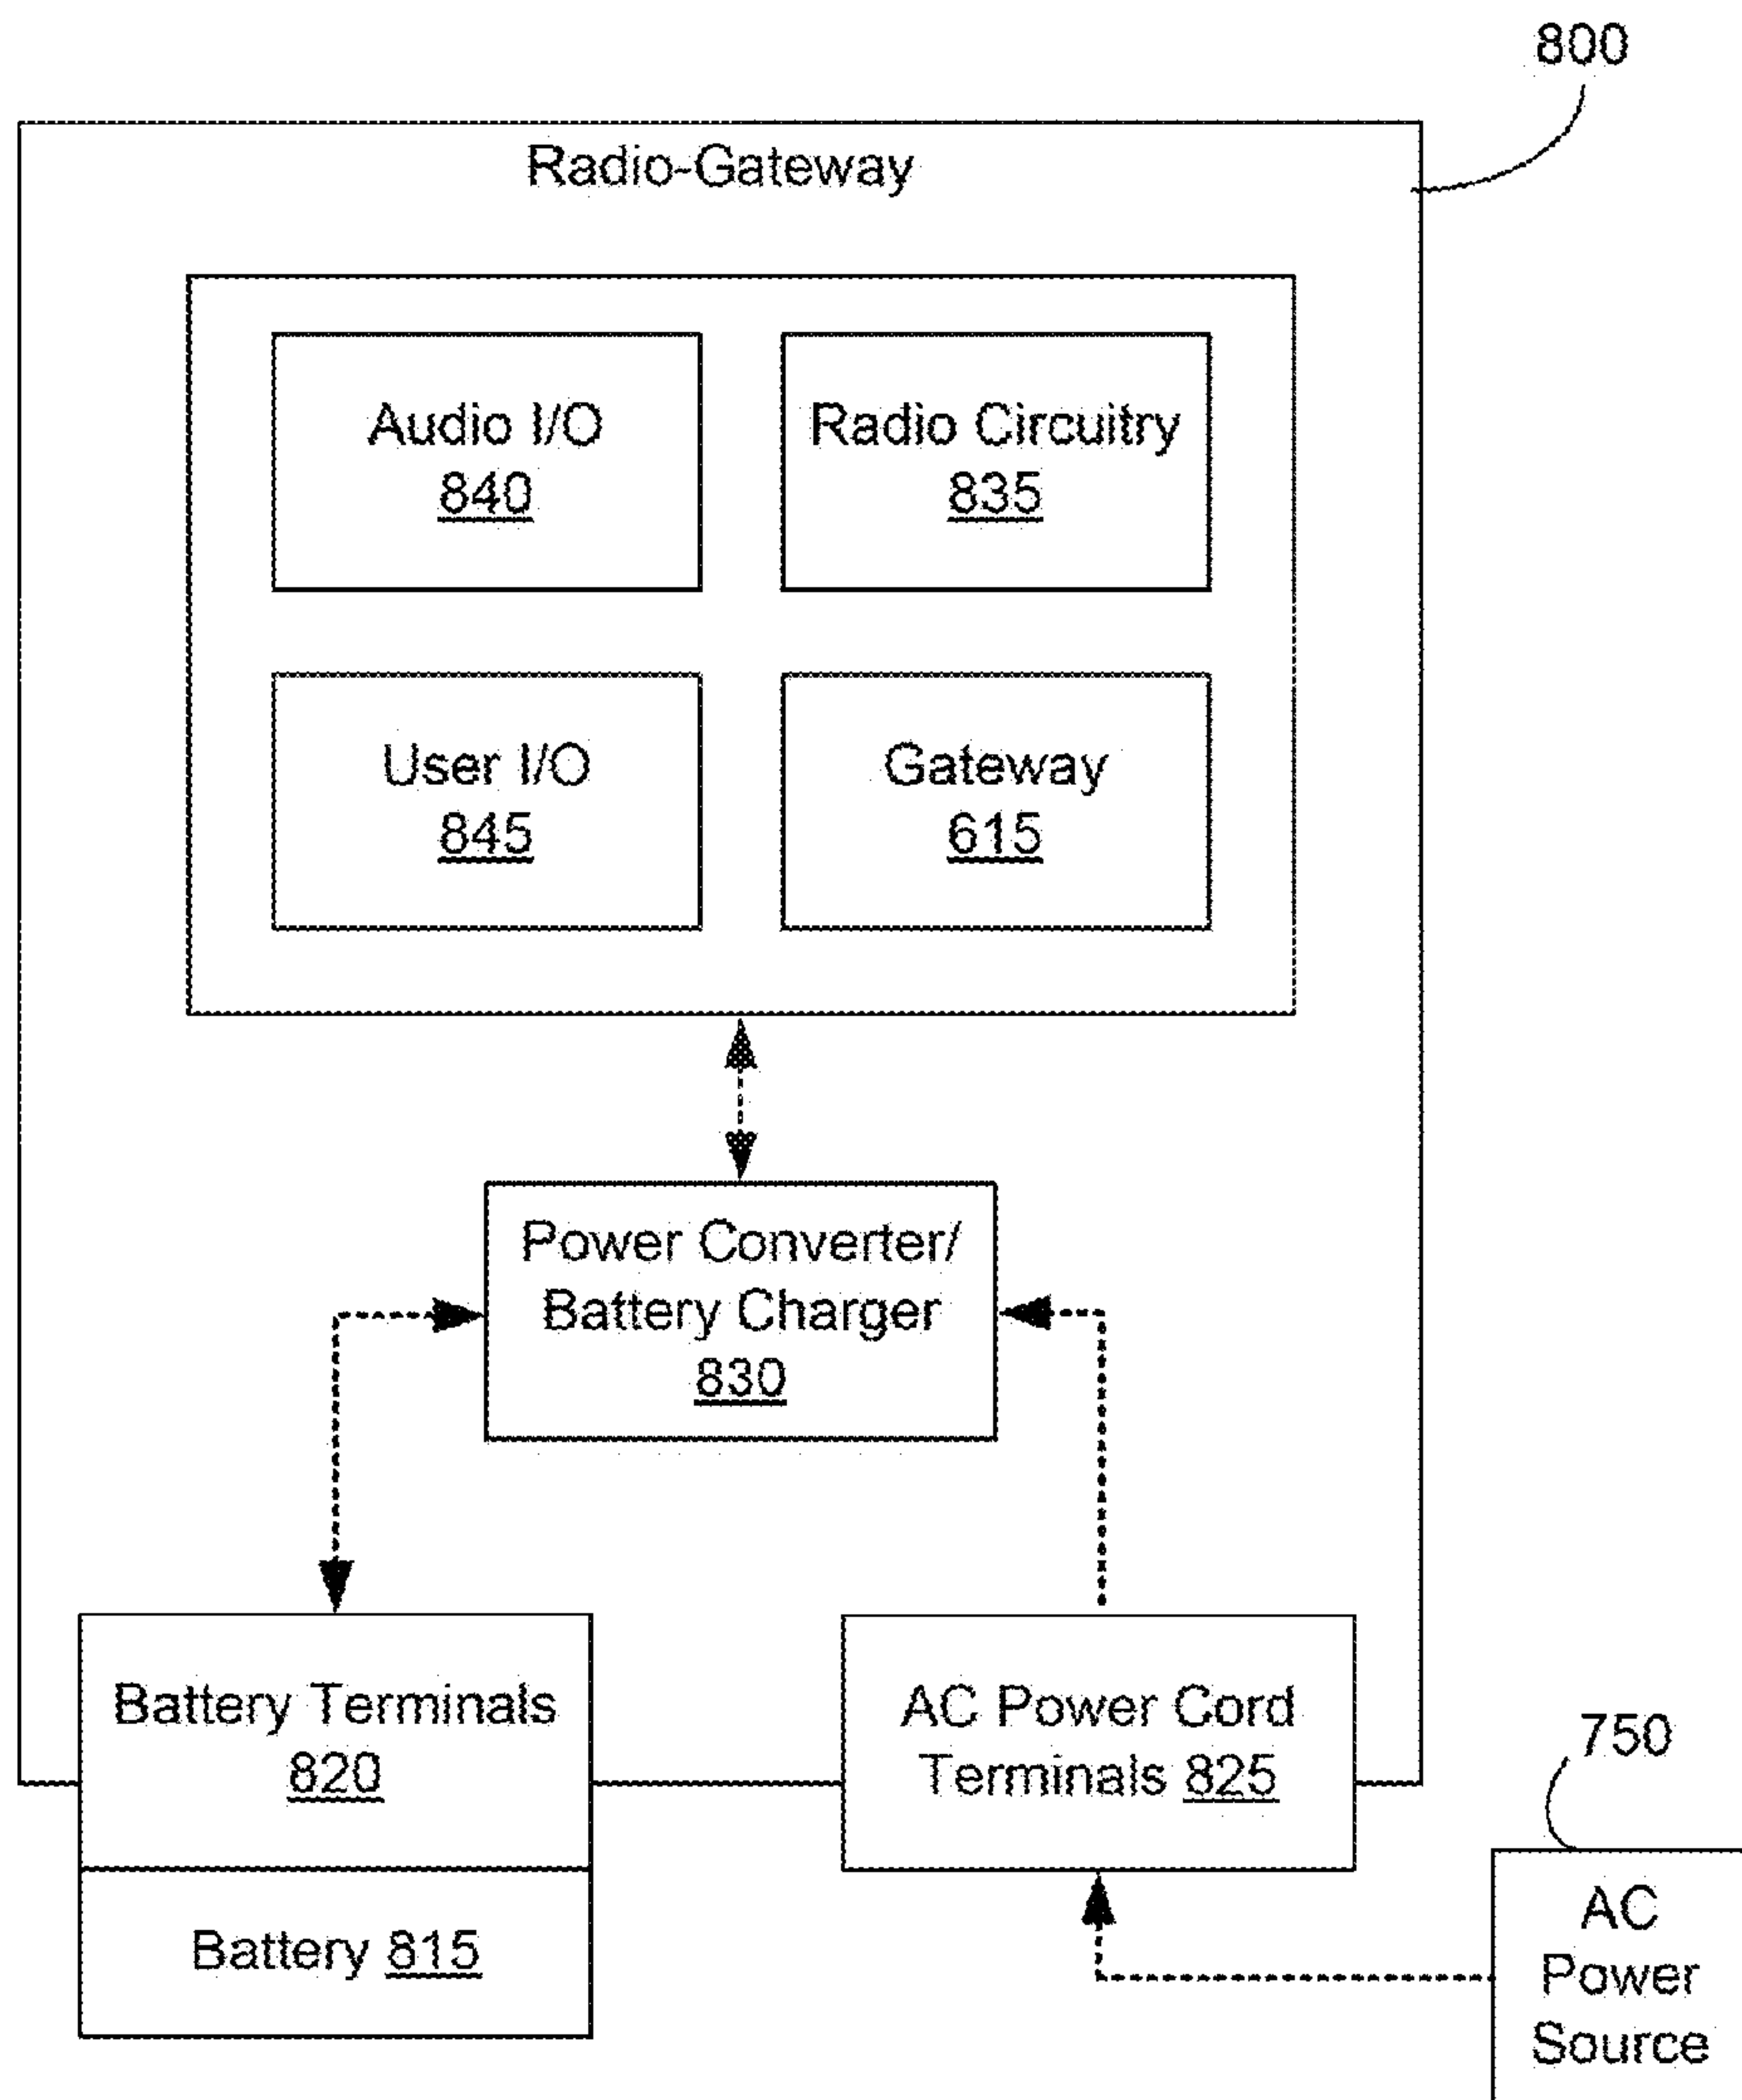 800
Radio-Gateway
Audio I/O
840
Radio Circuitry
835
User I/O
845
Gateway
615
Power Converter/
Battery Charger
830
Battery Terminals
820
AC Power Cord
Terminals 825
750
Battery 815
AC
Power
Source